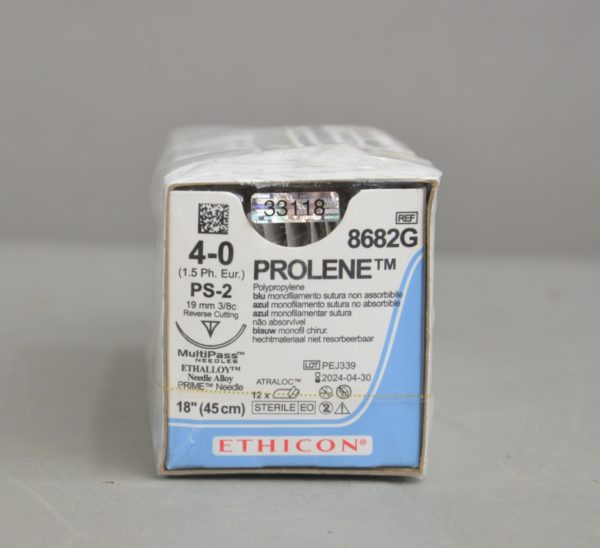 33118
REF
8682G
4-0
(1.5 Ph. Eur.)
PS-2
19 mm 3/8c
Reverse Cutting
MultiPass™
NEEDLES
ETHALLOY™
Needle Alloy
PRIME™ Needle
18" (45 cm)
PROLENE™
Polypropylene
blu monofilamento sutura non assorbibile
azul monofilamento sutura no absorbible
azul monofilamentar sutura
não absorvível
blauw monofil chirur.
hechtmateriaal niet resorbeerbaar
LOT PEJ339
2024-04-30
ATRALOC™
12 x
STERILE EO
ETHICON®